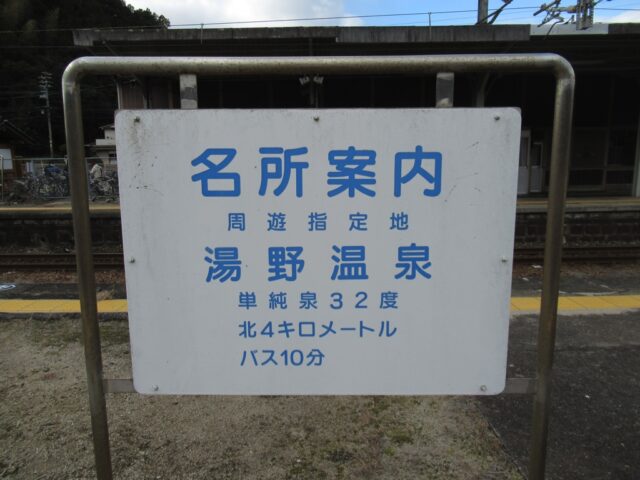 名所案内
周遊指定地
湯野温泉
単純泉32度
北4キロメートル
バス10分